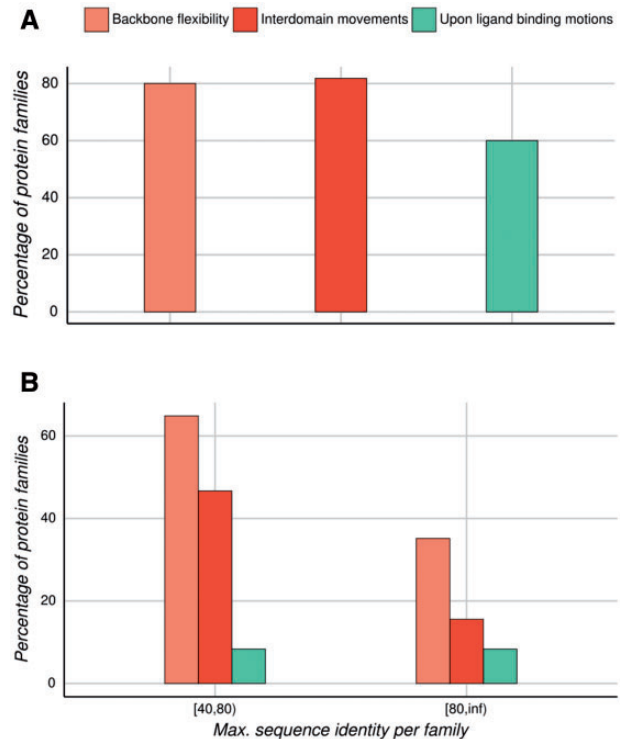 A
Backbone flexibility Interdomain movements Upon ligand binding motions
Percentage of protein families
80
60
40
20
0
B
Percentage of protein families
60
40
20
0
[40,80) [80,inf)
Max. sequence identity per family